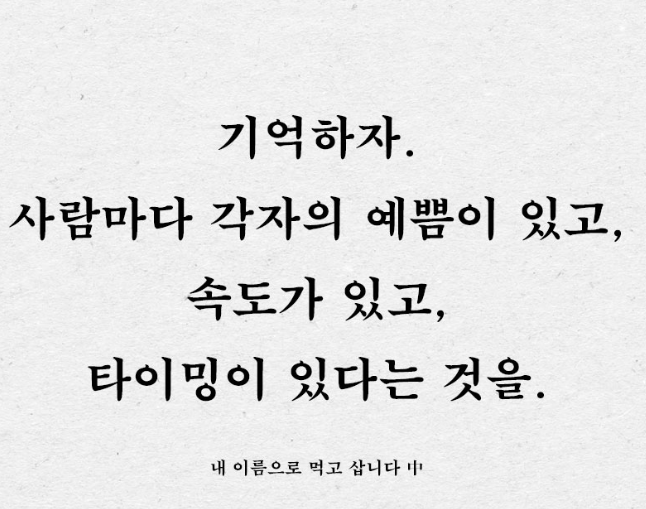 기억하자.
사람마다 각자의 예쁨이 있고,
속도가 있고,
타이밍이 있다는 것을.
내 이름으로 먹고 삽니다 中